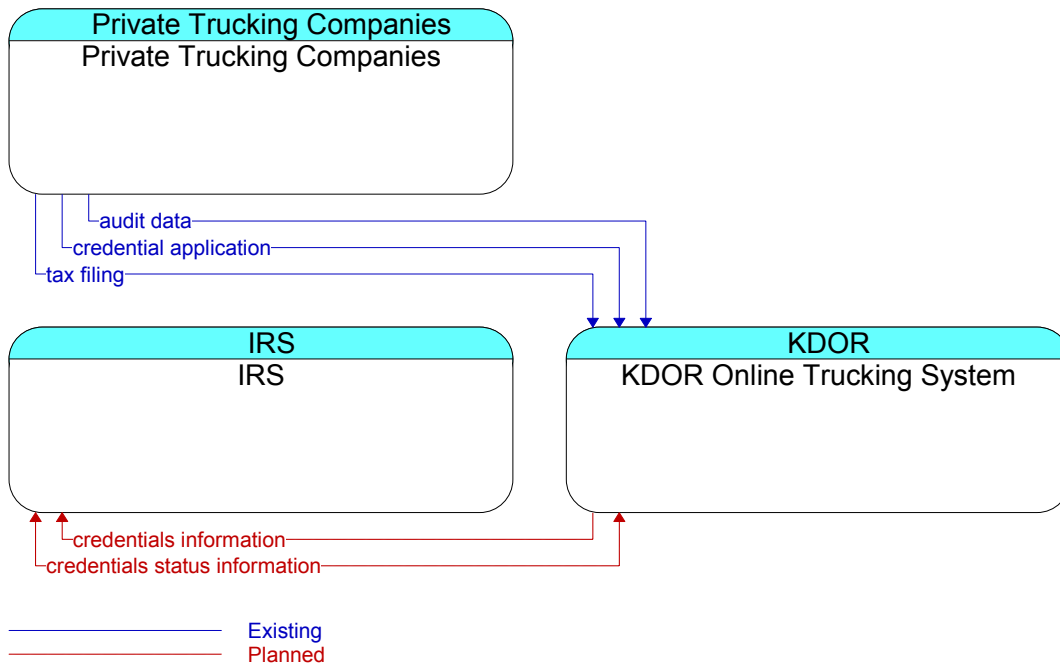 Private Trucking Companies
Private Trucking Companies
audit data
credential application
tax filing
IRS
IRS
KDOR
KDOR Online Trucking System
credentials information
credentials status information
Existing
Planned